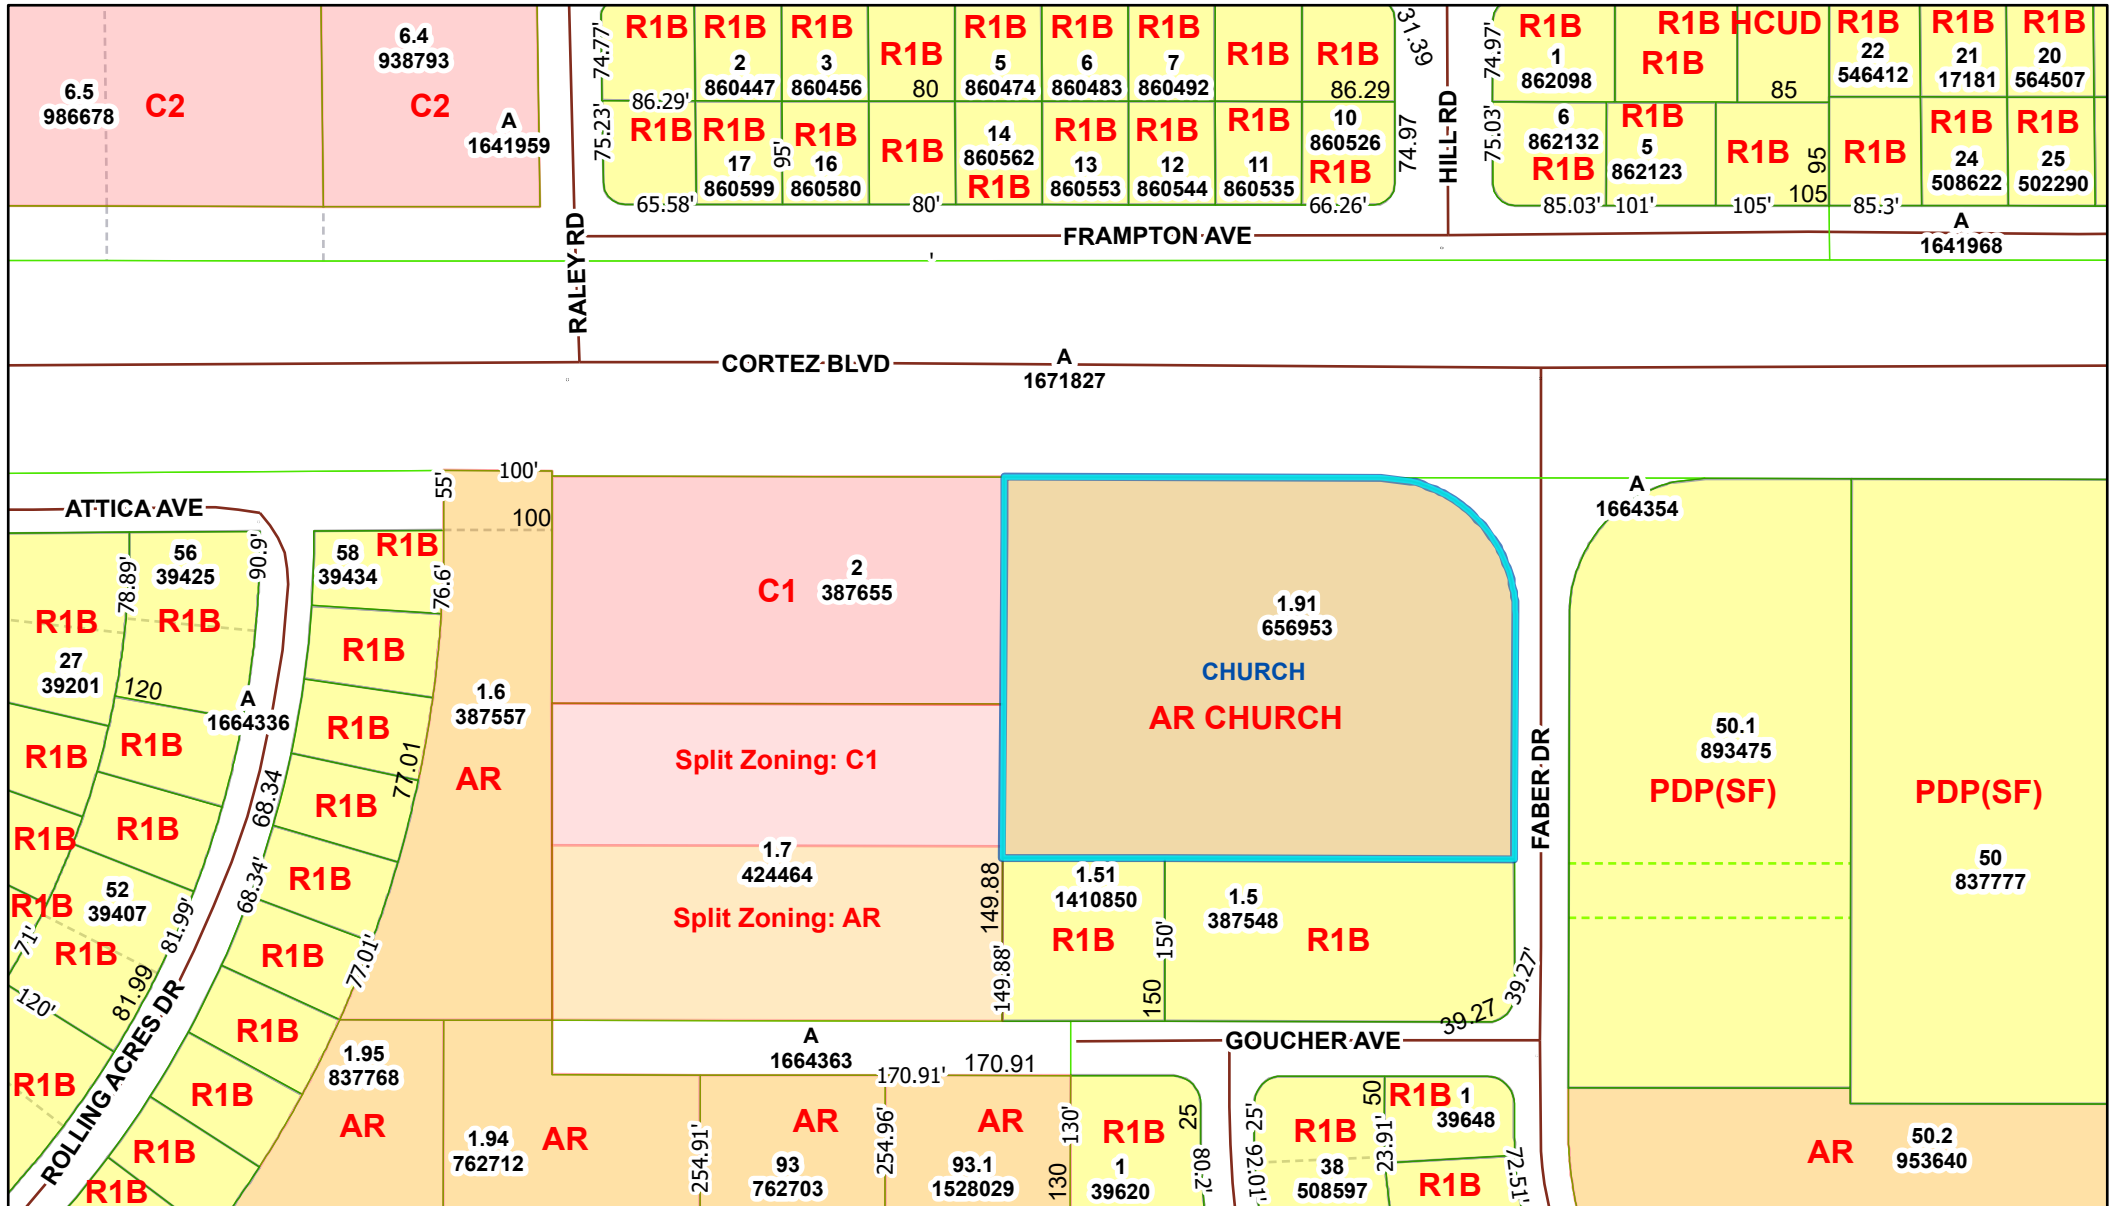 6.5
986678
C2
6.4
938793
C2
A
1641959
74.77'
R1B
R1B
2
860447
R1B
3
860456
R1B
80
R1B
5
860474
R1B
6
860483
R1B
7
860492
R1B
R1B
86.29
31.39
74.97'
R1B
1
862098
R1B HCUD
R1B
85
R1B
22
546412
R1B
21
17181
R1B
20
564507
86.29'
75.23'
R1B
65.58'
R1B
17
860599
95'
R1B
16
860580
R1B
80'
14
860562
R1B
R1B
13
860553
R1B
12
860544
R1B
11
860535
10
860526
R1B
66.26'
74.97
HILL RD
75.03'
6
862132
R1B
85.03'
R1B
5
862123
101'
R1B
95
105
105'
R1B
85.3'
R1B
24
508622
R1B
25
502290
RALEY RD
FRAMPTON AVE
A
1641968
'
CORTEZ BLVD
A
1671827
ATTICA AVE
55'
100'
100
56
39425
R1B
90.9'
78.89'
R1B
27
39201
120
58
39434
R1B
76.6'
R1B
A
1664336
R1B
R1B
R1B
R1B
77.01
68.34
R1B
R1B
R1B
68.34'
R1B
52
39407
R1B
71'
81.99'
81.99
120'
R1B
77.01'
R1B
R1B
R1B
R1B
R1B
ROLLING ACRES DR
1.6
387557
AR
C1
2
387655
Split Zoning: C1
1.7
424464
Split Zoning: AR
1.91
656953
CHURCH
AR CHURCH
149.88
149.88'
1.51
1410850
R1B
150'
150
1.5
387548
R1B
39.27'
39.27
FABER DR
A
1664354
50.1
893475
PDP(SF)
PDP(SF)
50
837777
A
1664363
170.91'
170.91
GOUCHER AVE
1.95
837768
AR
1.94
762712
AR
254.91'
AR
93
762703
254.96'
AR
93.1
1528029
130'
130
R1B
1
39620
25
80.2'
25'
92.01'
R1B
38
508597
50
23.91'
R1B
1
39648
R1B
72.51'
AR
50.2
953640